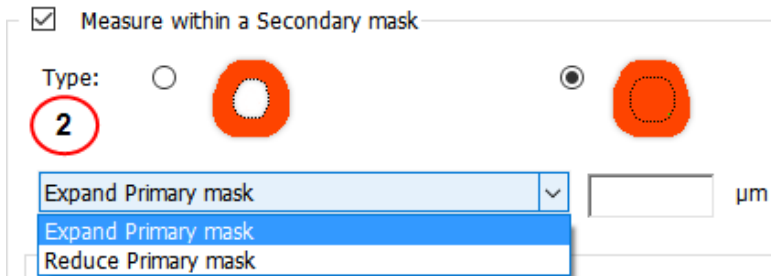 Measure within a Secondary mask
Type:
2
Expand Primary mask
µm
Expand Primary mask
Reduce Primary mask